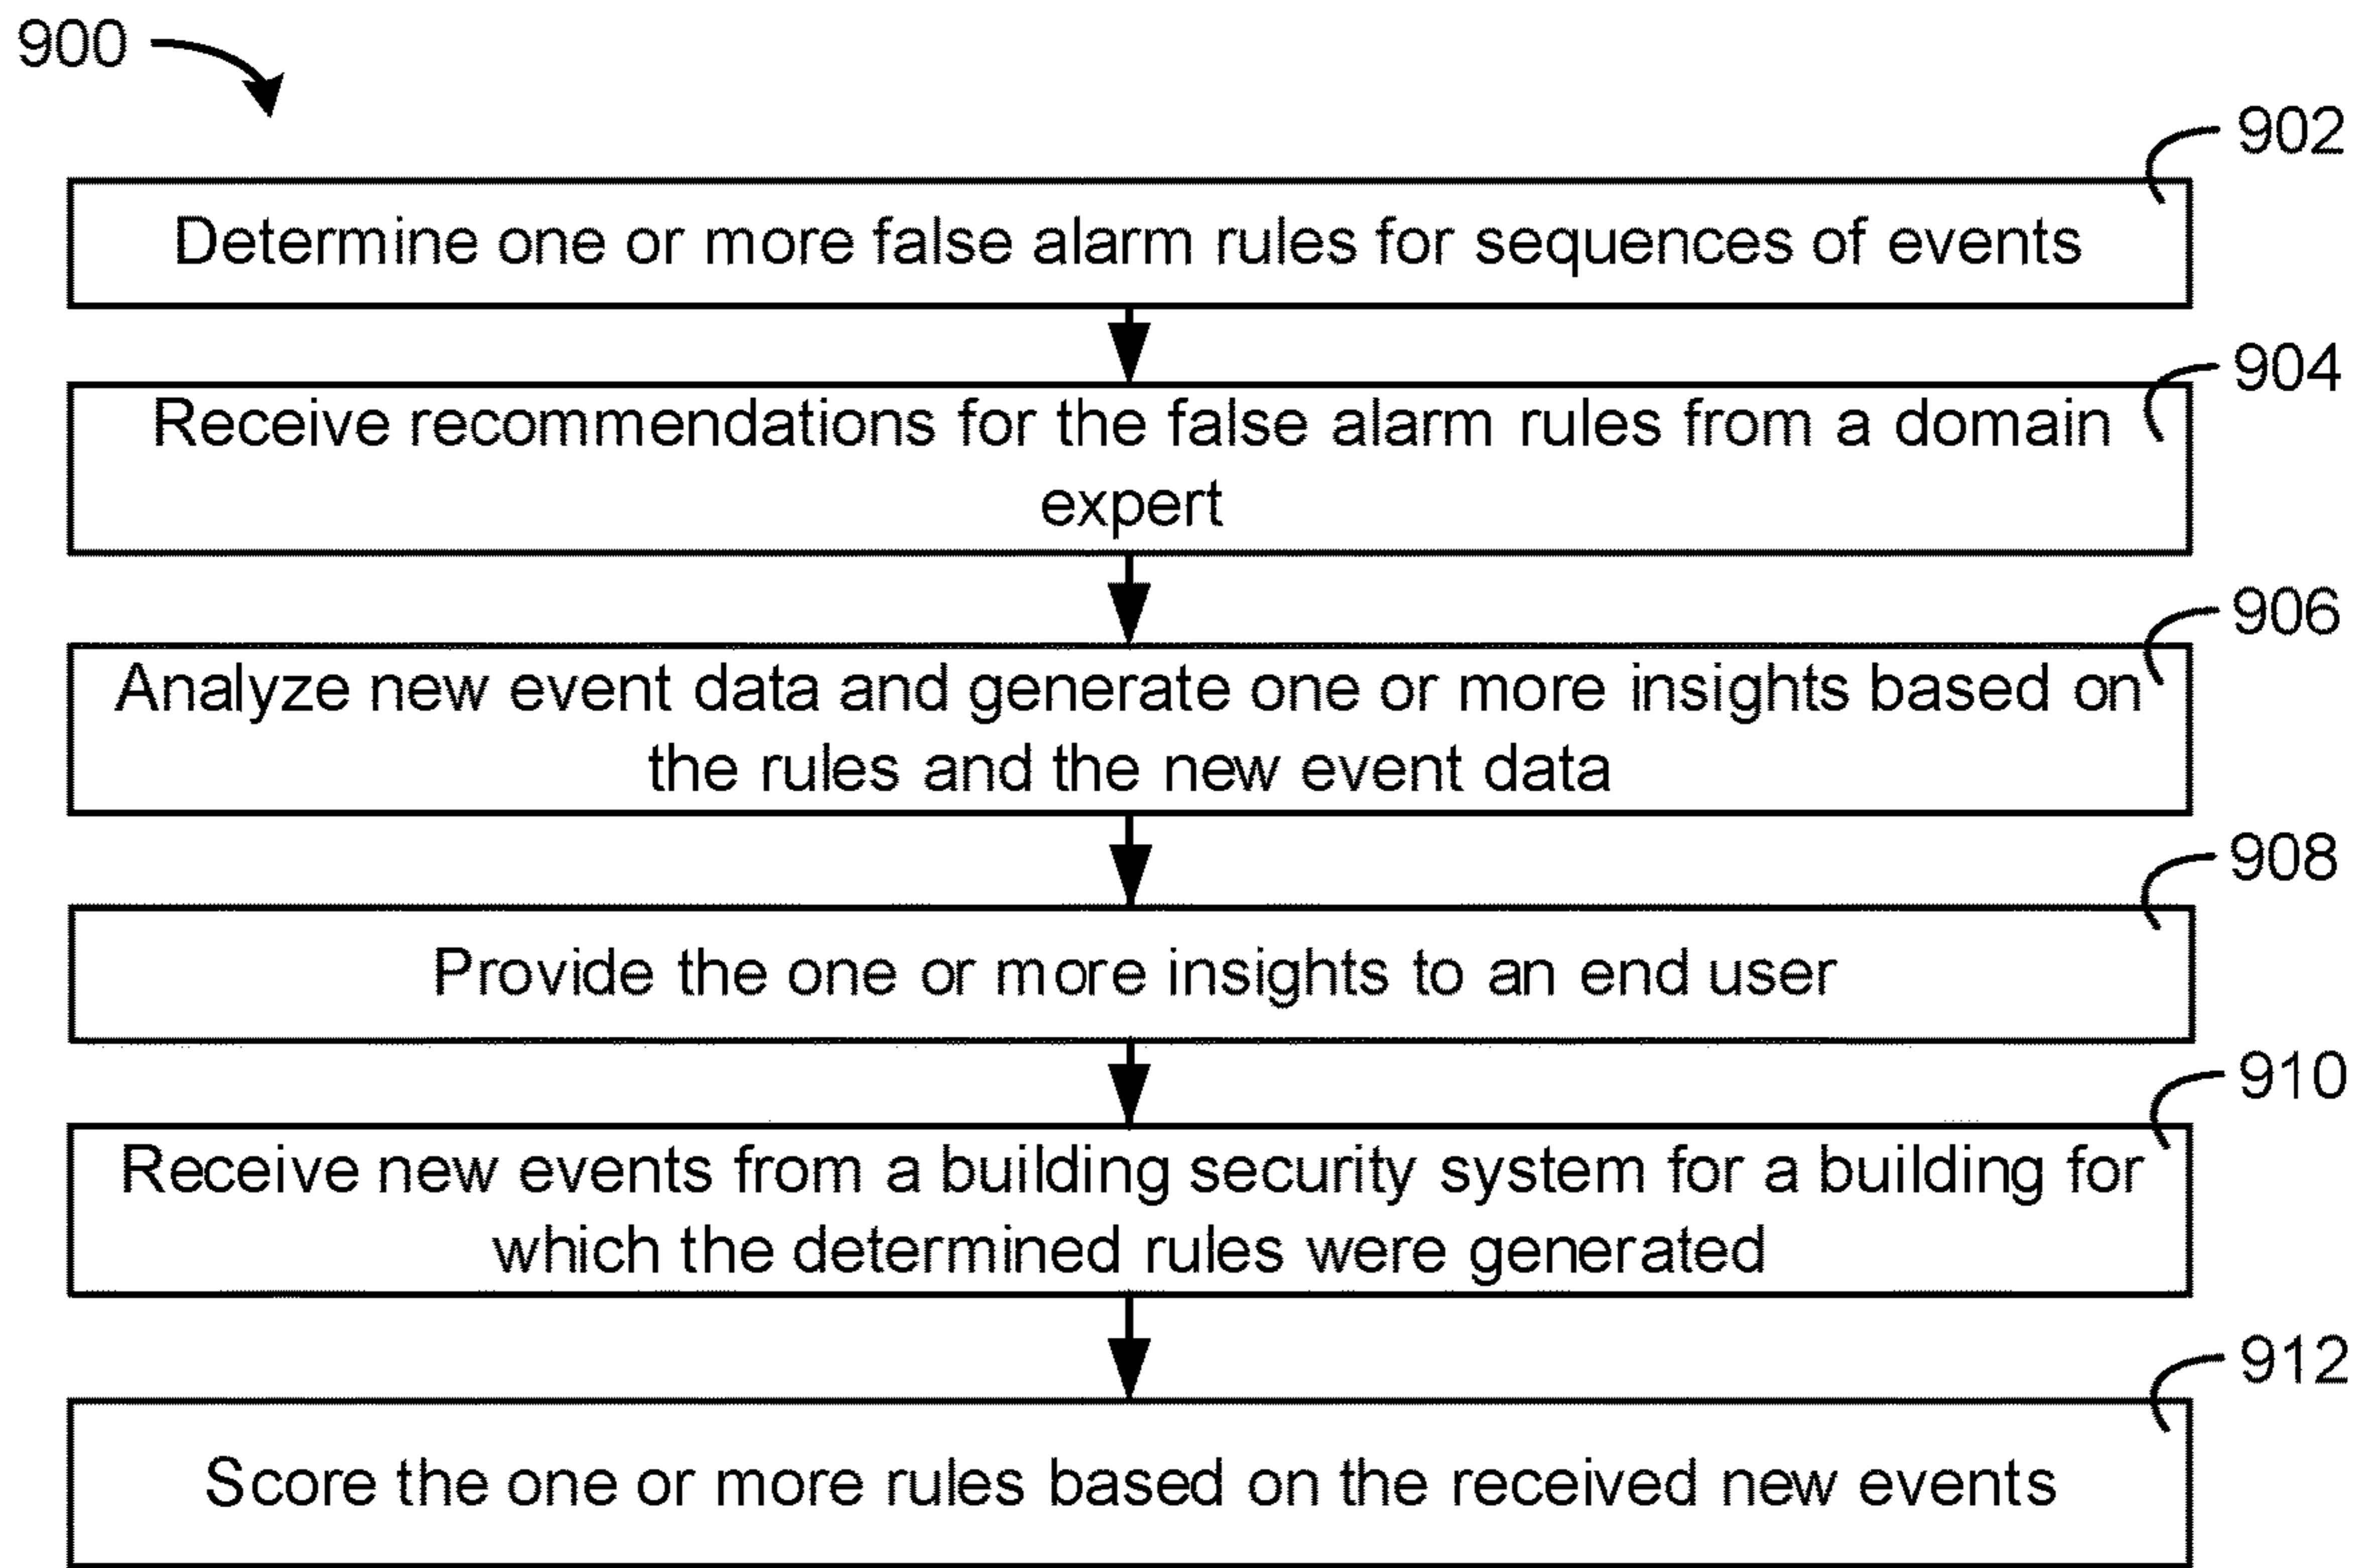 900
902
Determine one or more false alarm rules for sequences of events
904
Receive recommendations for the false alarm rules from a domain
expert
906
Analyze new event data and generate one or more insights based on
the rules and the new event data
908
Provide the one or more insights to an end user
910
Receive new events from a building security system for a building for
which the determined rules were generated
912
Score the one or more rules based on the received new events